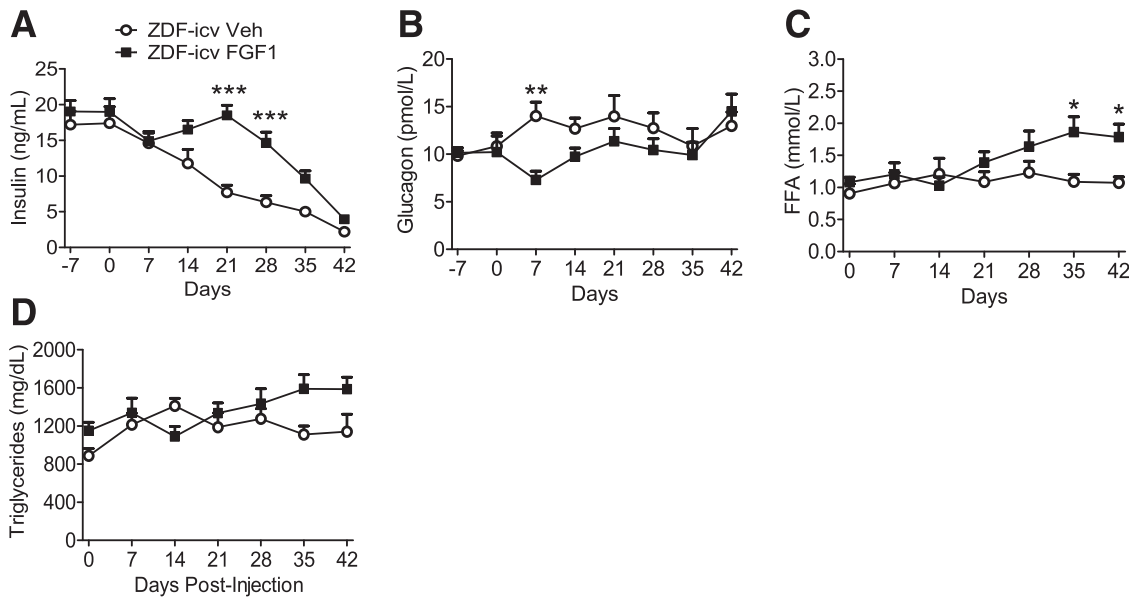 A
ZDF-icv Veh
ZDF-icv FGF1
Insulin (ng/mL)
25
20
15
10
5
0
***
***
-7 0 7 14 21 28 35 42
Days
B
Glucagon (pmol/L)
20
15
10
5
0
**
-7 0 7 14 21 28 35 42
Days
C
FFA (mmol/L)
3.0
2.5
2.0
1.5
1.0
0.5
0.0
*
*
0 7 14 21 28 35 42
Days
D
Triglycerides (mg/dL)
2000
1600
1200
800
400
0
0 7 14 21 28 35 42
Days Post-Injection